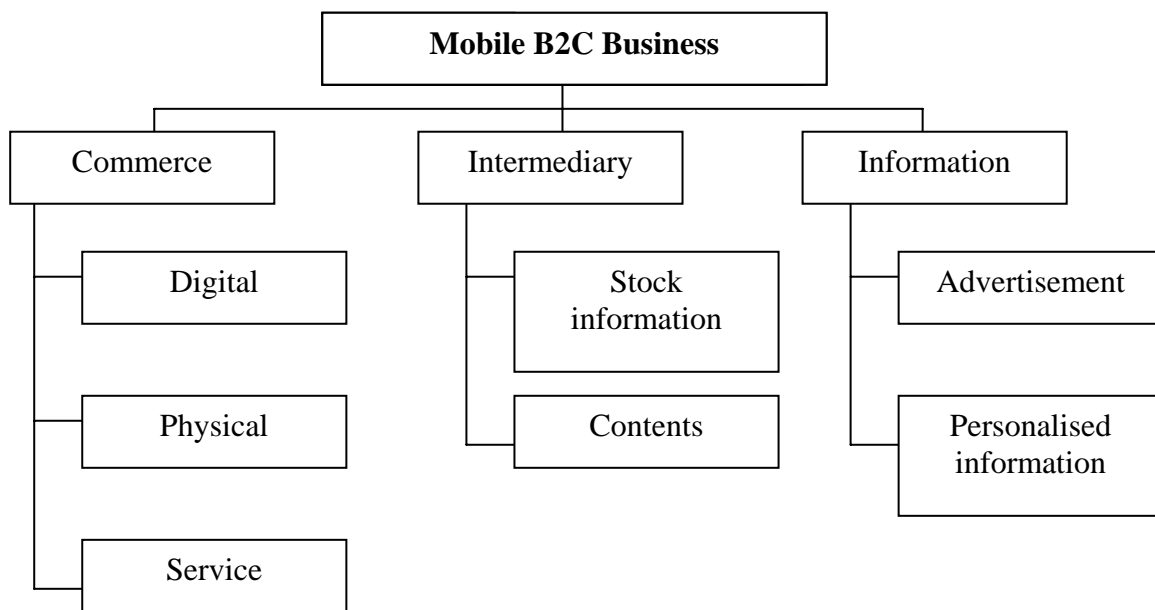 Mobile B2C Business
Commerce
Intermediary
Information
Digital
Stock
information
Advertisement
Physical
Contents
Personalised
information
Service